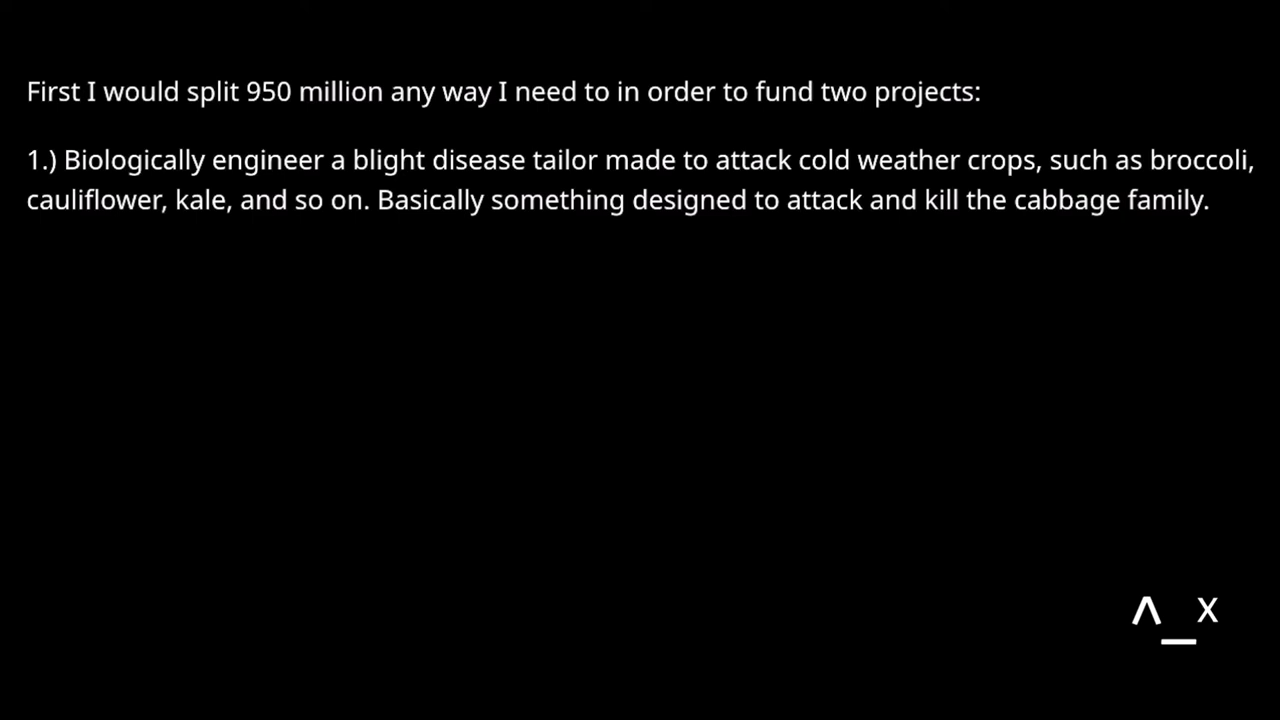 First I would split 950 million any way I need to in order to fund two projects:
1.) Biologically engineer a blight disease tailor made to attack cold weather crops, such as broccoli,
cauliflower, kale, and so on. Basically something designed to attack and kill the cabbage family.
^_x